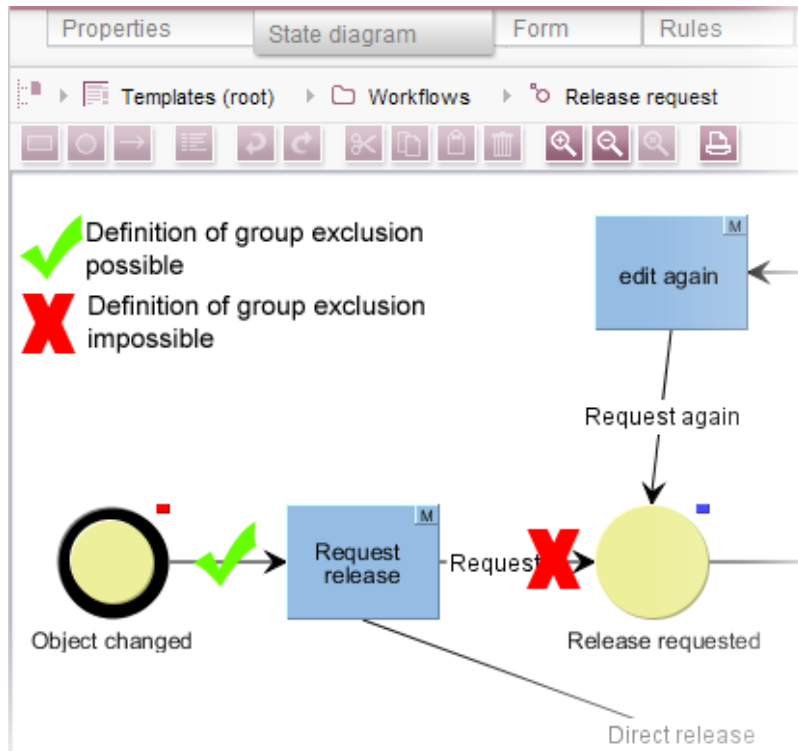 Properties
State diagram
Form
Rules
Templates (root)
Workflows
Release request
Definition of group exclusion
possible
Definition of group exclusion
impossible
M
edit again
Request again
M
Request
release
Request
Object changed
Release requested
Direct release